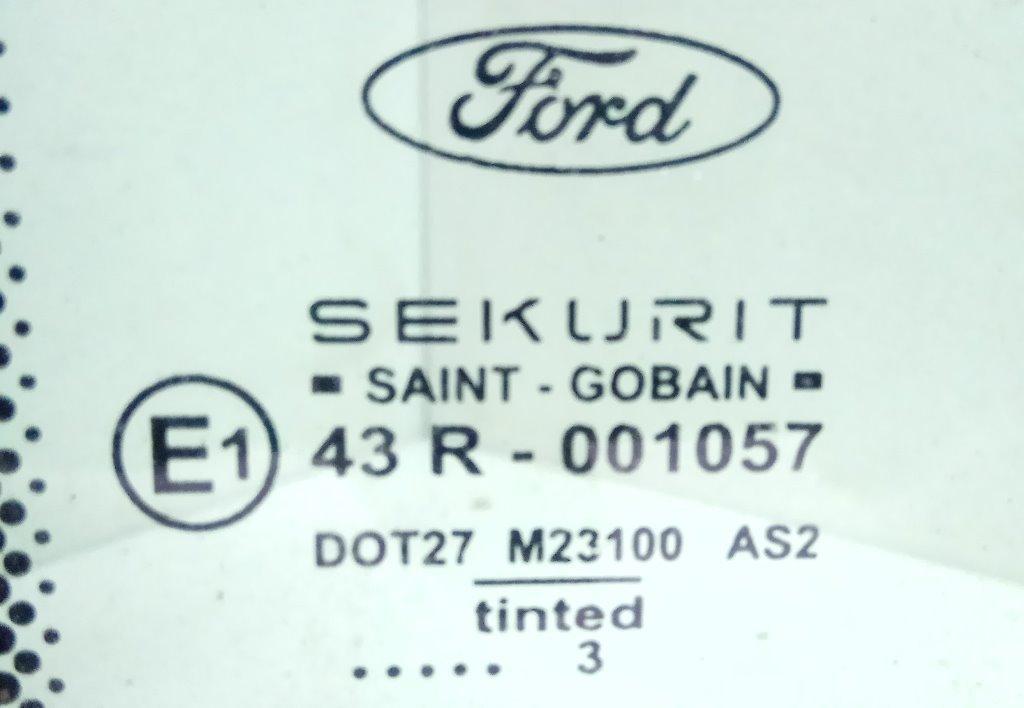 Ford
SEKURIT
SAINT - GOBAIN
E1 43 R - 001057
DOT27 M23100 AS2
tinted
..... 3